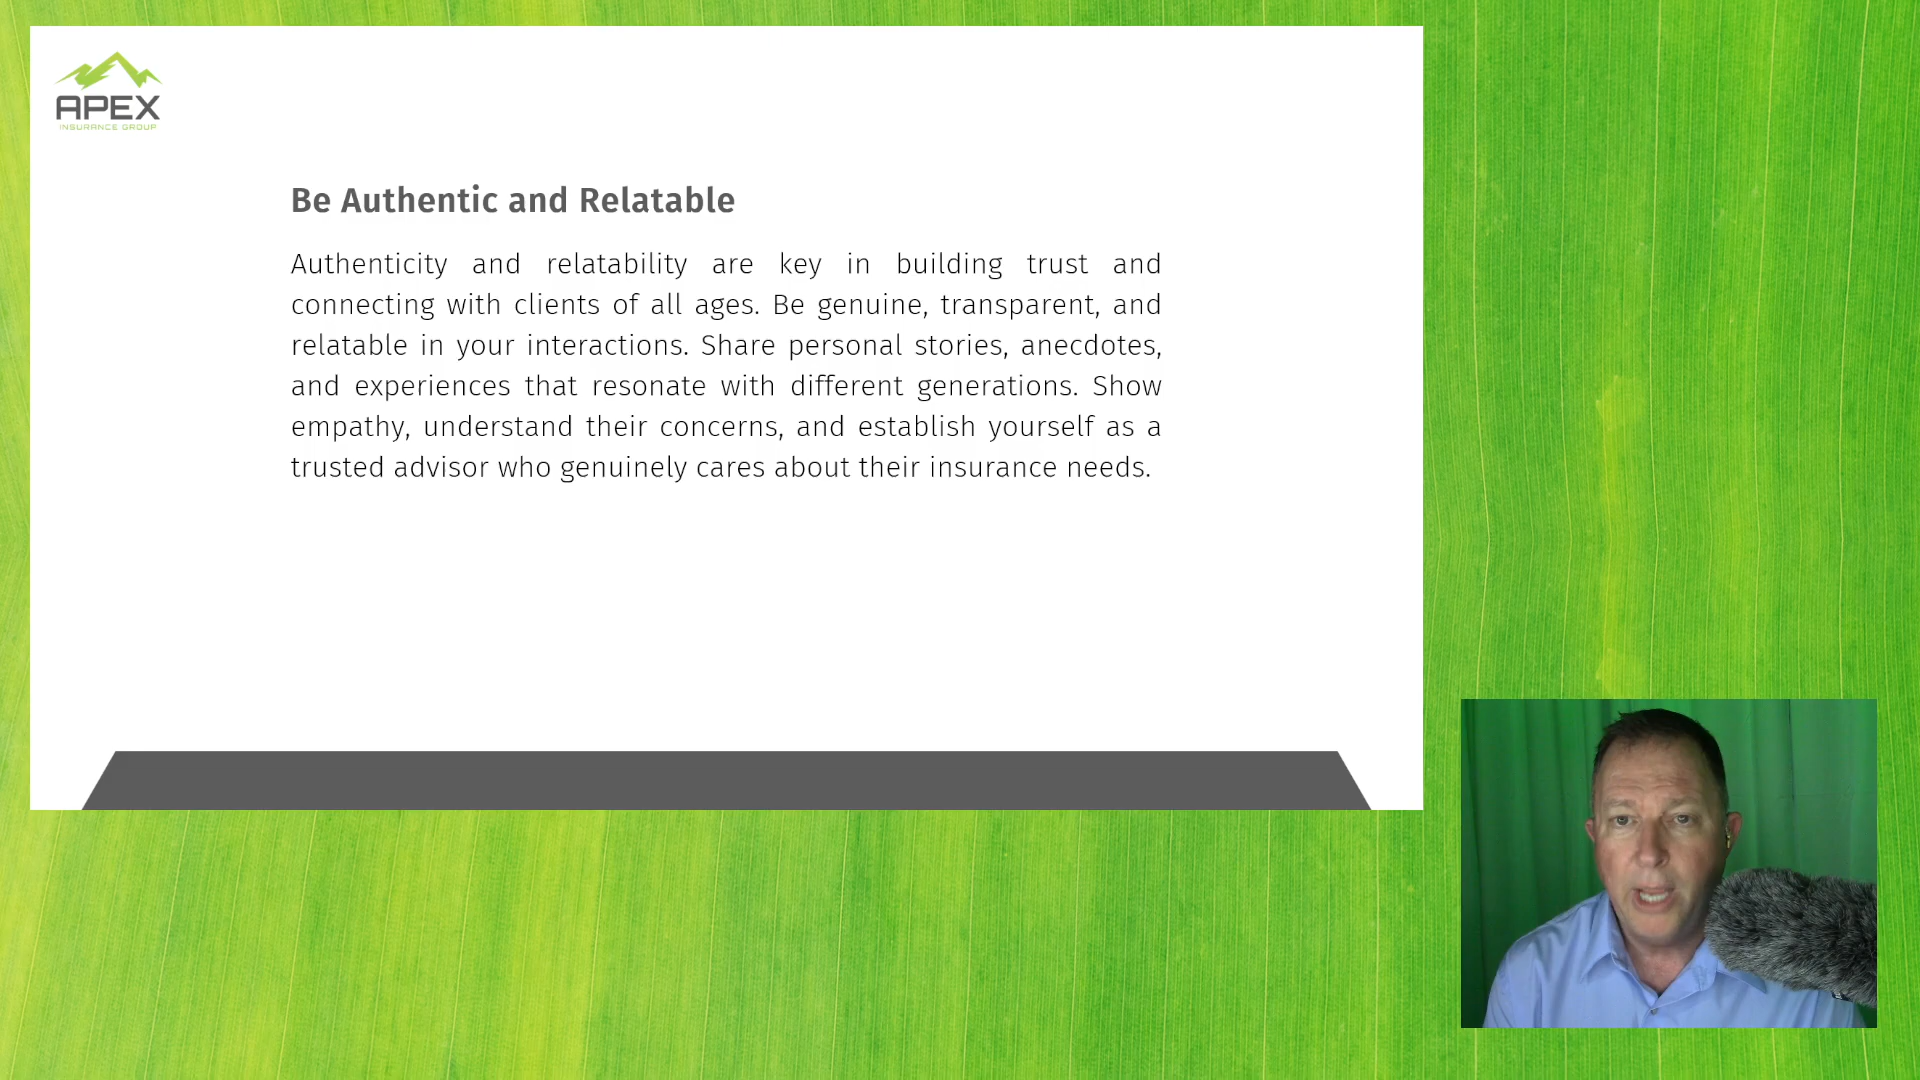 APEX
INSURANCE GROUP
Be Authentic and Relatable
Authenticity and relatability are key in building trust and
connecting with clients of all ages. Be genuine, transparent, and
relatable in your interactions. Share personal stories, anecdotes,
and experiences that resonate with different generations. Show
empathy, understand their concerns, and establish yourself as a
trusted advisor who genuinely cares about their insurance needs.